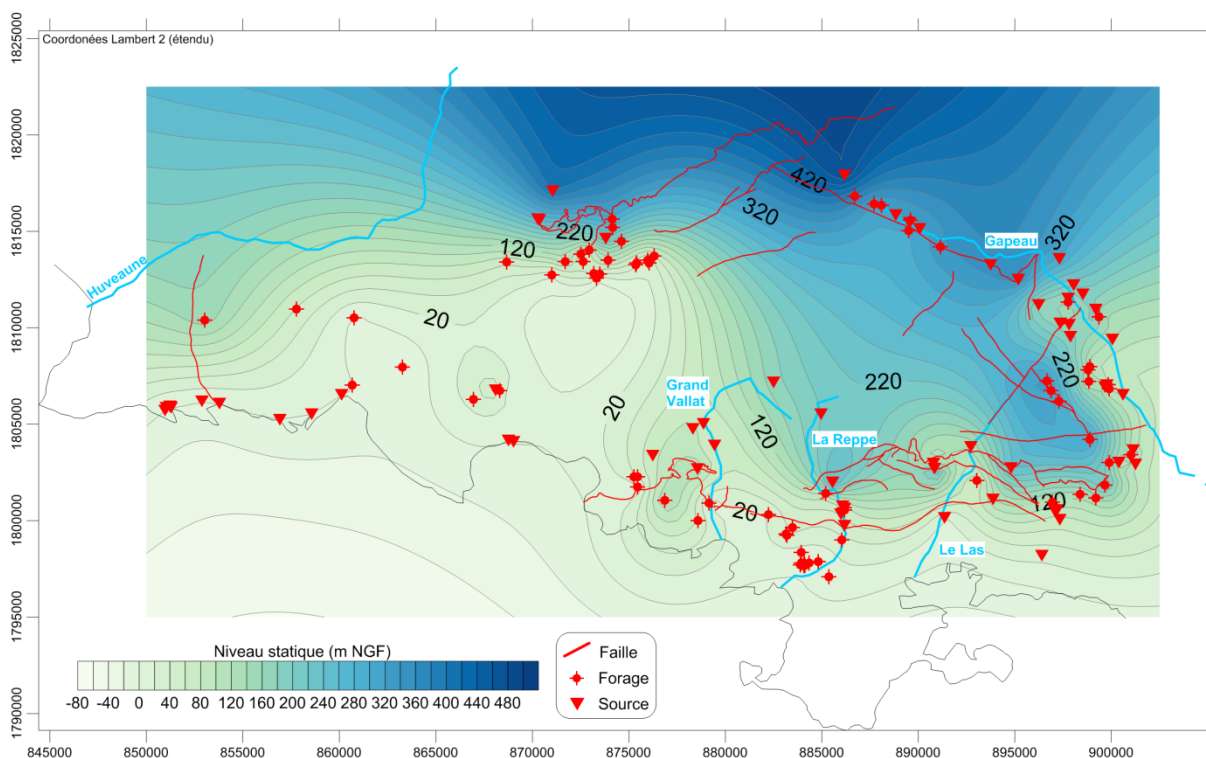 Coordonées Lambert 2 (étendu)
1825000
1820000
1815000
1810000
1805000
1800000
1795000
1790000
420
320
220
120
Gapeau
320
Huveaune
20
220
220
Grand
Vallat
20
120
La Reppe
20
120
Le Las
Niveau statique (m NGF)
-80 -40 0 40 80 120 160 200 240 280 320 360 400 440 480
Faille
Forage
Source
845000 850000 855000 860000 865000 870000 875000 880000 885000 890000 895000 900000